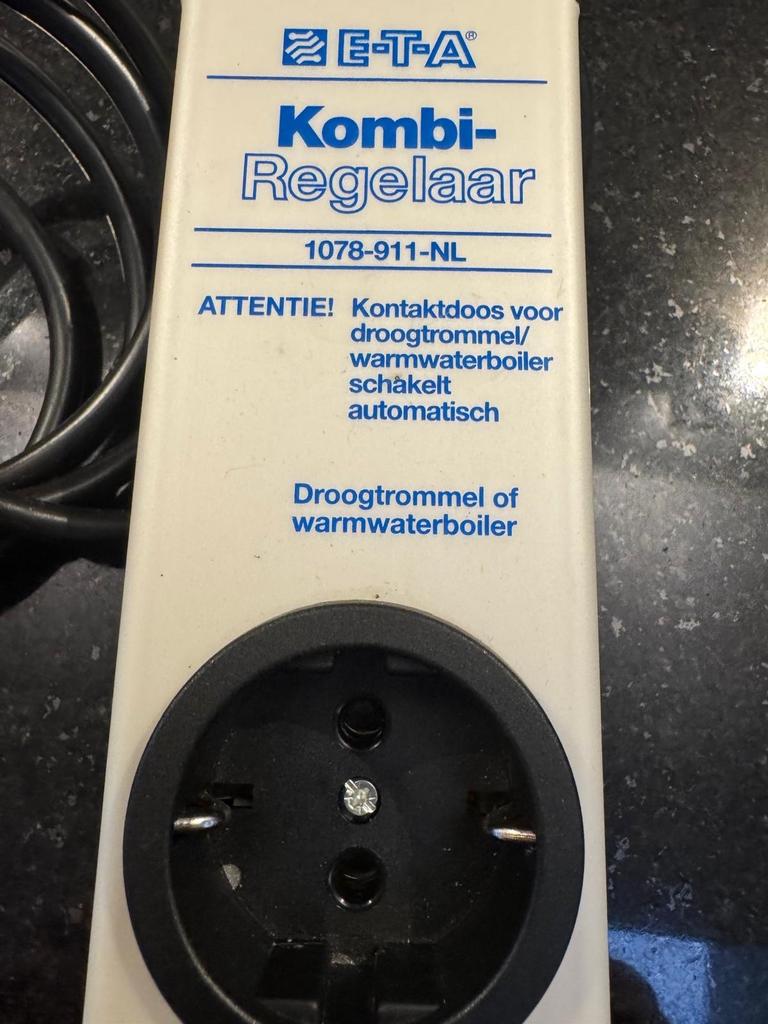 E-T-A®
Kombi-
Regelaar
1078-911-NL
ATTENTIE! Kontaktdoos voor
droogtrommel/
warmwaterboiler
schakelt
automatisch
Droogtrommel of
warmwaterboiler